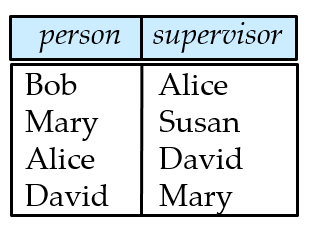 person supervisor
Bob Alice
Mary Susan
Alice David
David Mary